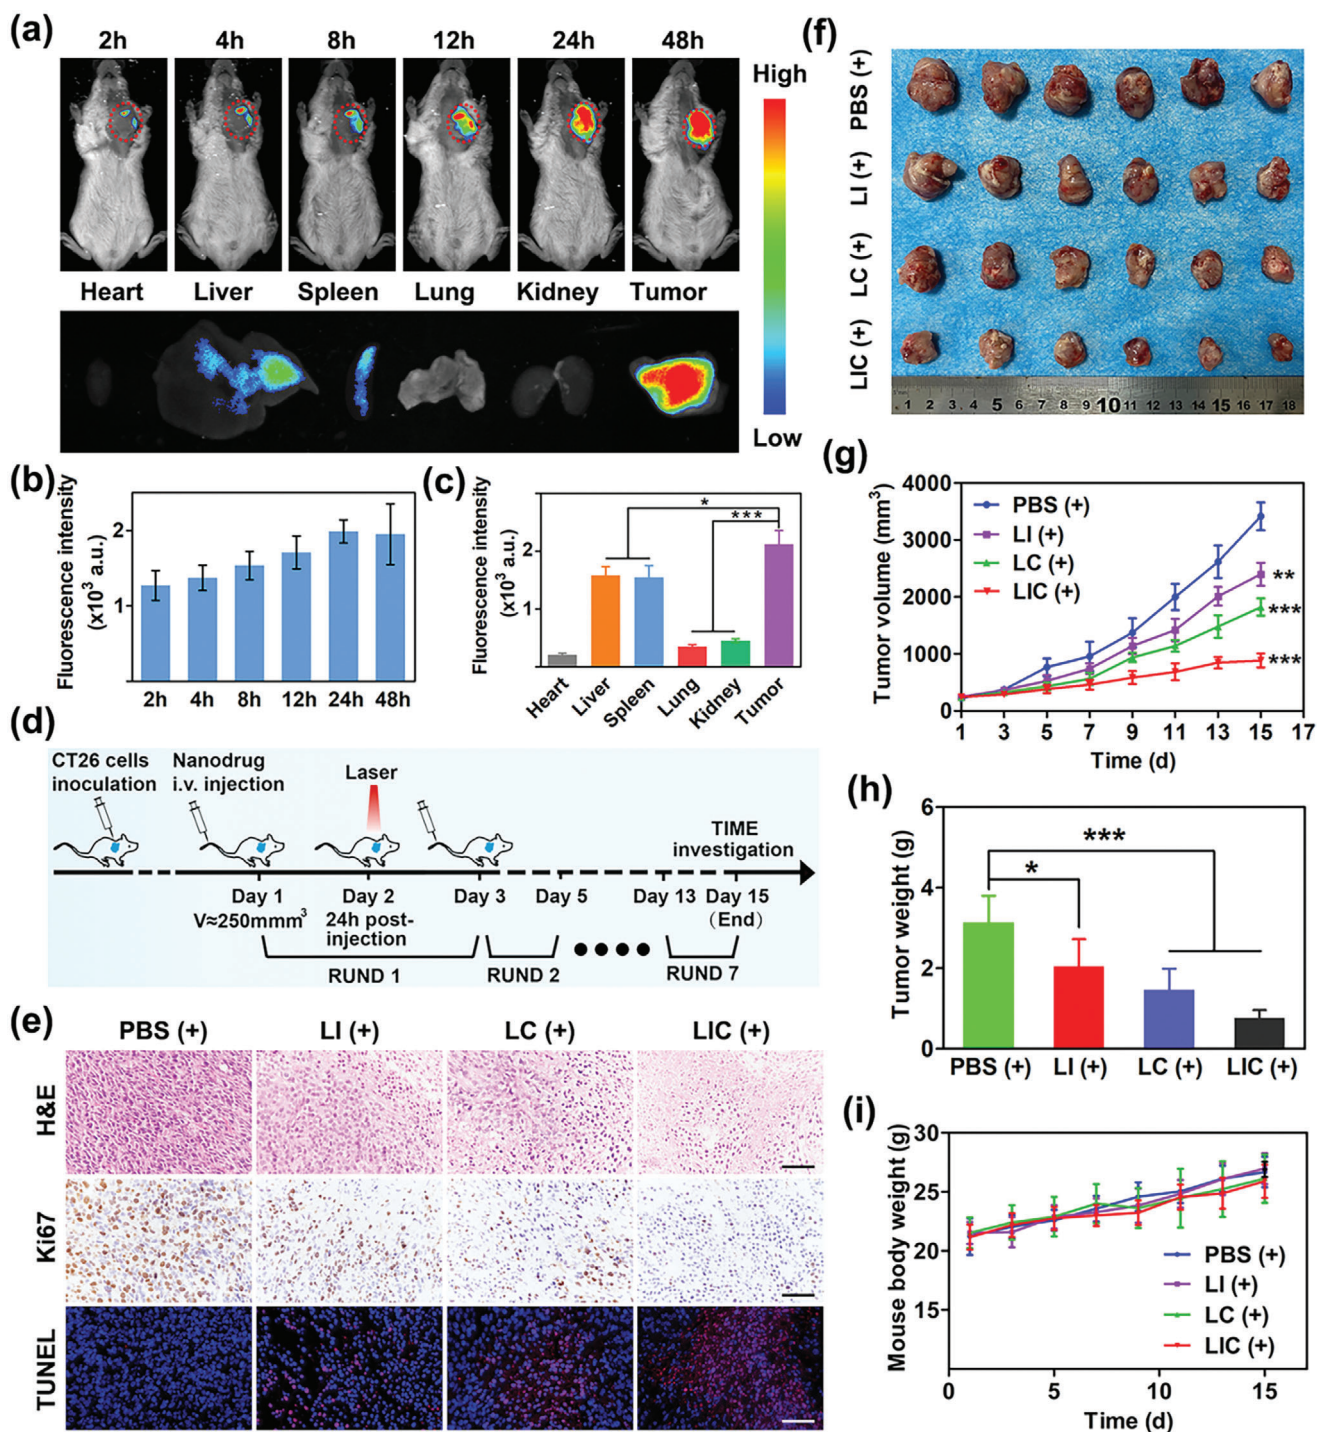 (a)
2h 4h 8h 12h 24h 48h
High
Heart Liver Spleen Lung Kidney Tumor
Low
(b)
Fluorescence intensity
(x10³ a.u.)
2
1
2h 4h 8h 12h 24h 48h
(c)
Fluorescence intensity
(x10³ a.u.)
2
1
*
***
Heart Liver Spleen Lung Kidney Tumor
(d)
CT26 cells
inoculation
Nanodrug
i.v. injection
Laser
TIME
investigation
Day 1
V≈250mmm³
Day 2
24h post-
injection
Day 3
Day 5
Day 13
Day 15
(End)
RUND 1
RUND 2
RUND 7
(e)
PBS (+) LI (+) LC (+) LIC (+)
H&E
Ki67
TUNEL
(f)
PBS (+)
LI (+)
LC (+)
LIC (+)
1 2 3 4 5 6 7 8 9 10 11 12 13 14 15 16 17 18
(g)
Tumor volume (mm³)
4000
3000
2000
1000
0
PBS (+)
LI (+)
LC (+)
LIC (+)
**
***
***
1 3 5 7 9 11 13 15 17
Time (d)
(h)
Tumor weight (g)
6
4
2
0
***
*
PBS (+) LI (+) LC (+) LIC (+)
(i)
Mouse body weight (g)
30
25
20
15
PBS (+)
LI (+)
LC (+)
LIC (+)
0 5 10 15
Time (d)